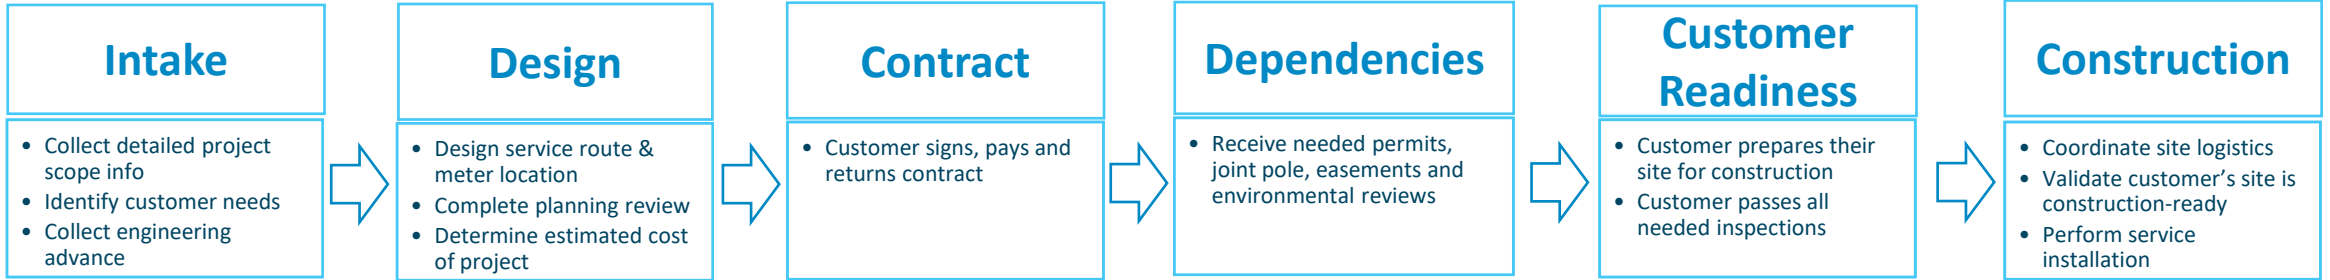 Intake
• Collect detailed project
scope info
• Identify customer needs
• Collect engineering
advance
Design
• Design service route &
meter location
• Complete planning review
• Determine estimated cost
of project
Contract
• Customer signs, pays and
returns contract
Dependencies
• Receive needed permits,
joint pole, easements and
environmental reviews
Customer
Readiness
• Customer prepares their
site for construction
• Customer passes all
needed inspections
Construction
• Coordinate site logistics
• Validate customer’s site is
construction-ready
• Perform service
installation